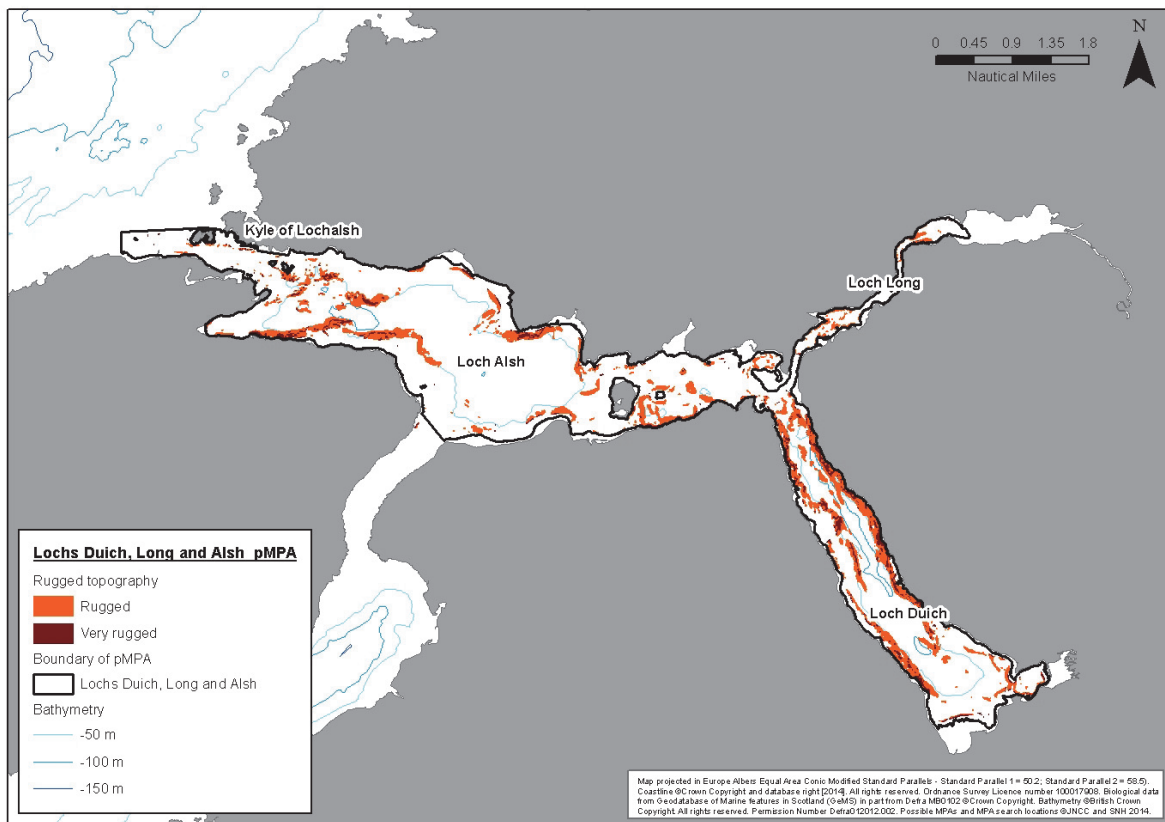 N
0 0.45 0.9 1.35 1.8
Nautical Miles
Kyle of Lochalsh
Loch Long
Loch Alsh
Loch Duich
Lochs Duich, Long and Alsh pMPA
Rugged topography
Rugged
Very rugged
Boundary of pMPA
Lochs Duich, Long and Alsh
Bathymetry
-50 m
-100 m
-150 m
Map projected in Europe Albers Equal Area Conic Modified Standard Parallels - Standard Parallel 1 = 50.2; Standard Parallel 2 = 58.5).
Coastline ©Crown Copyright and database right [2014]. All rights reserved. Ordnance Survey Licence number 100017908. Biological data
from Geodatabase of Marine features in Scotland (GeMS) in part from Defra MB0102 ©Crown Copyright. Bathymetry ©British Crown
Copyright. All rights reserved. Permission Number Defra012012.002. Possible MPAs and MPA search locations ©JNCC and SNH 2014.